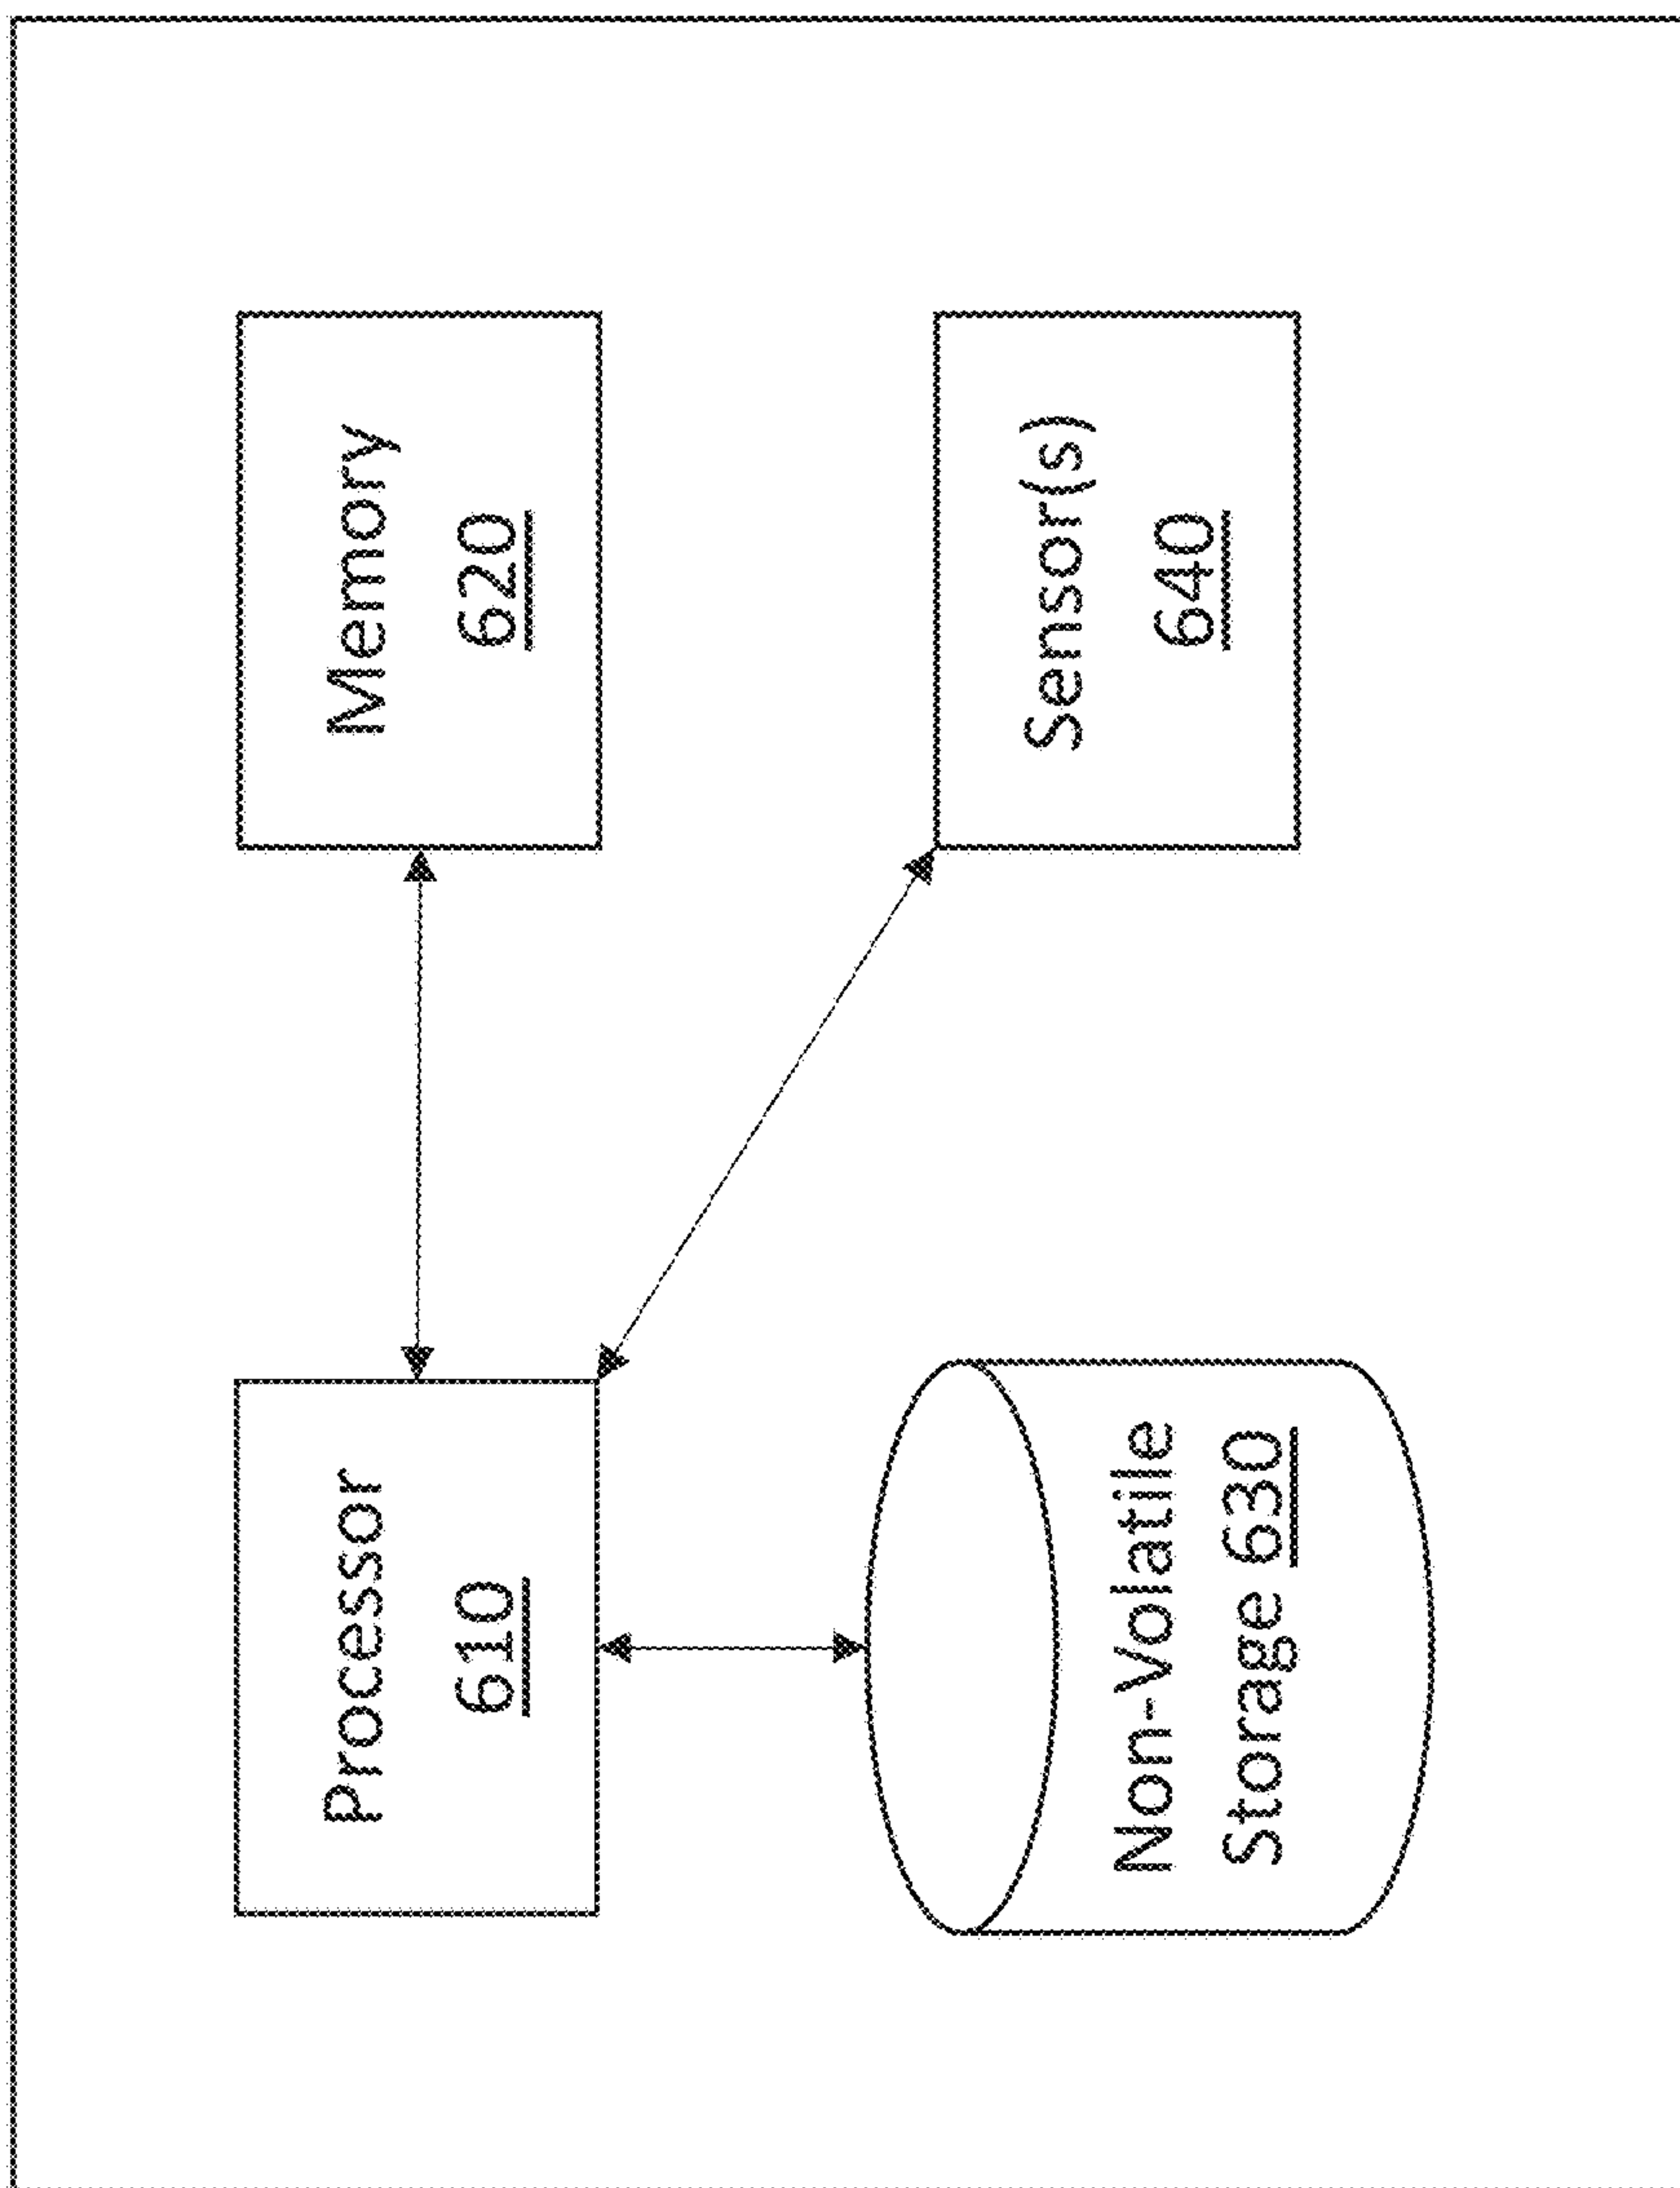 Processor
610
Memory
620
Non-Volatile
Storage 630
Sensor(s)
640